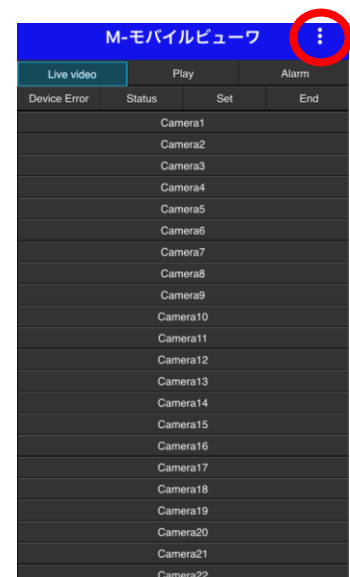 M-モバイルビューワ
Live video Play Alarm
Device Error Status Set End
Camera1
Camera2
Camera3
Camera4
Camera5
Camera6
Camera7
Camera8
Camera9
Camera10
Camera11
Camera12
Camera13
Camera14
Camera15
Camera16
Camera17
Camera18
Camera19
Camera20
Camera21
Camera22